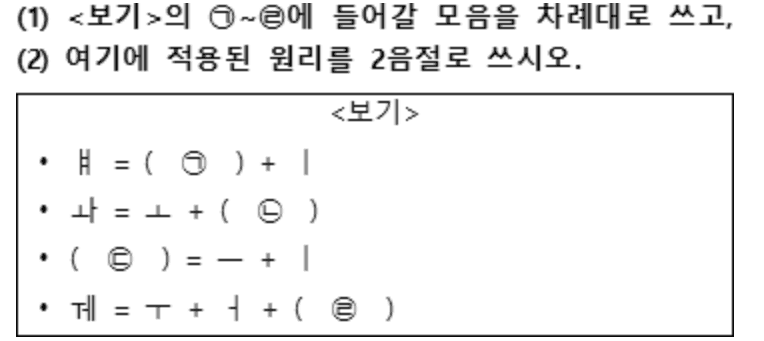 (1) <보기>의 ㉠~㉣에 들어갈 모음을 차례대로 쓰고,
(2) 여기에 적용된 원리를 2음절로 쓰시오.
<보기>
• ㅒ = ( ㉠ ) + ㅣ
• ㅘ = ㅗ + ( ㉡ )
• ( ㉢ ) = ㅡ + ㅣ
• ㅞ = ㅜ + ㅓ + ( ㉣ )